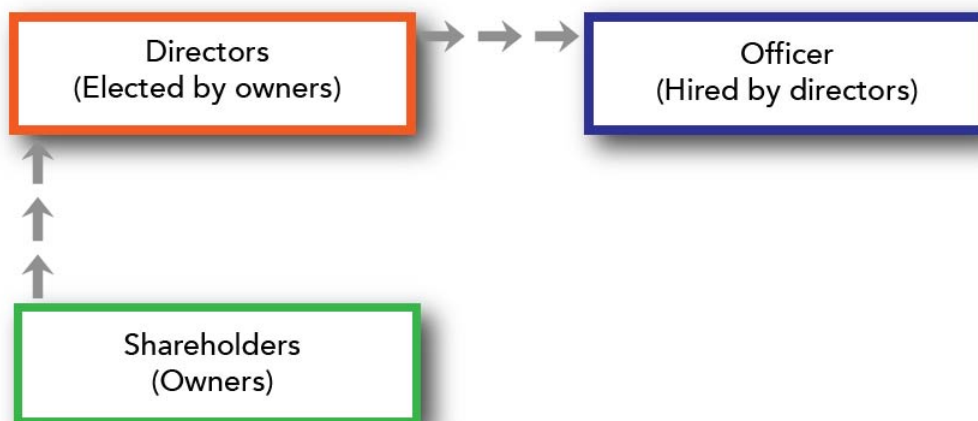 Directors
(Elected by owners)
Officer
(Hired by directors)
Shareholders
(Owners)